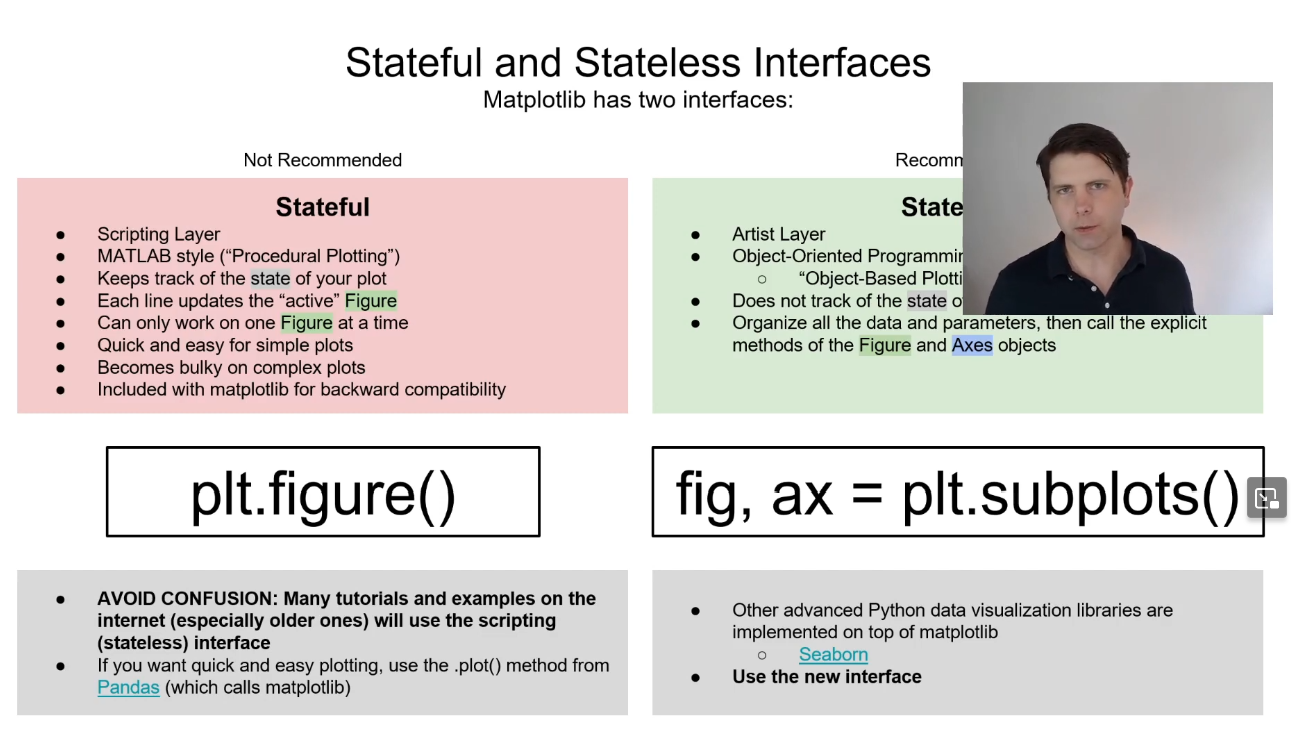 Stateful and Stateless Interfaces
Matplotlib has two interfaces:
Not Recommended
Stateful
● Scripting Layer
● MATLAB style (“Procedural Plotting”)
● Keeps track of the state of your plot
● Each line updates the “active” Figure
● Can only work on one Figure at a time
● Quick and easy for simple plots
● Becomes bulky on complex plots
● Included with matplotlib for backward compatibility
plt.figure()
● AVOID CONFUSION: Many tutorials and examples on the
internet (especially older ones) will use the scripting
(stateless) interface
● If you want quick and easy plotting, use the .plot() method from
Pandas (which calls matplotlib)
Recomm
State
● Artist Layer
● Object-Oriented Programmin
○ “Object-Based Plotti
● Does not track of the state o
● Organize all the data and parameters, then call the explicit
methods of the Figure and Axes objects
fig, ax = plt.subplots()
● Other advanced Python data visualization libraries are
implemented on top of matplotlib
○ Seaborn
● Use the new interface